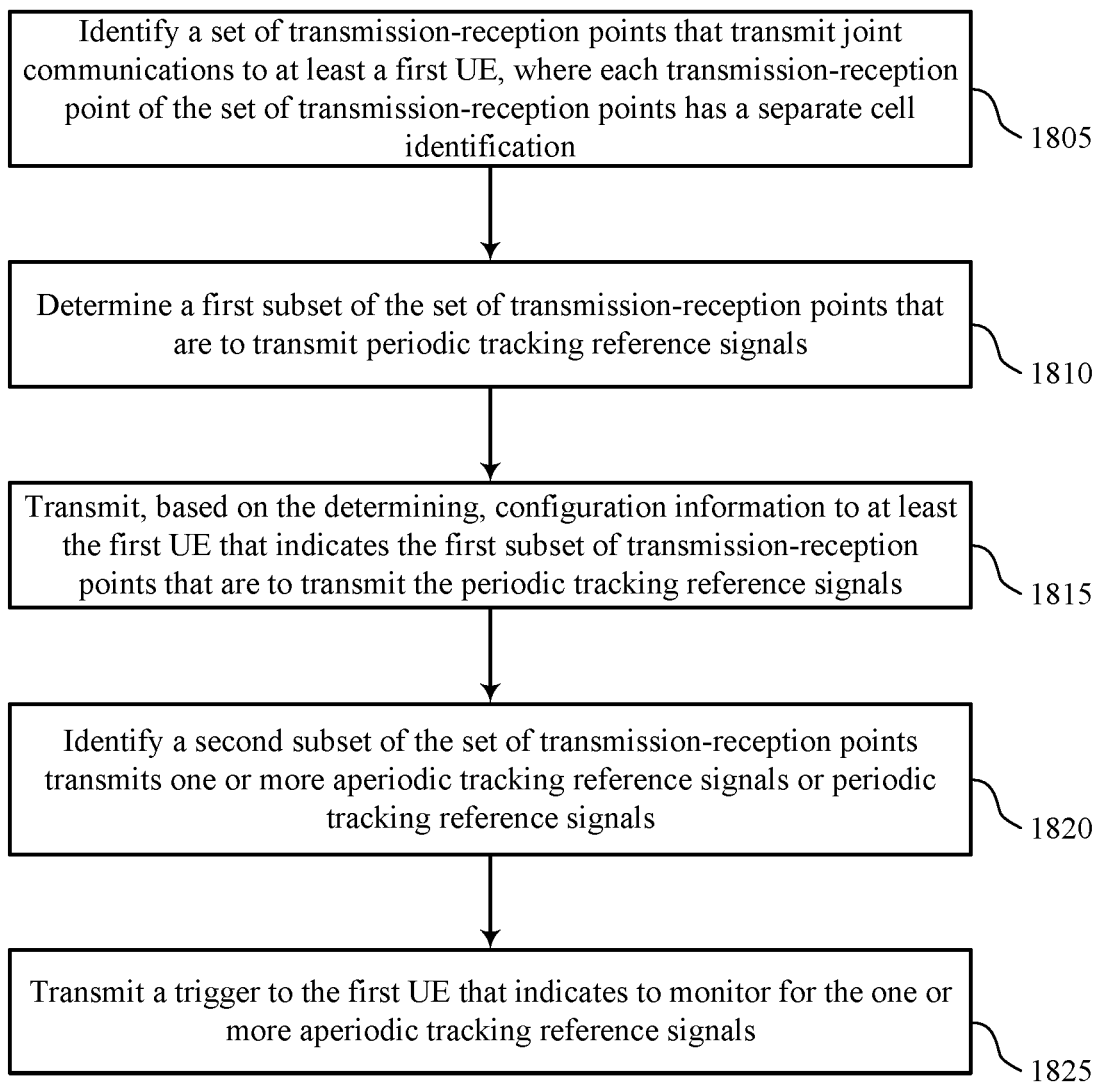 Identify a set of transmission-reception points that transmit joint
communications to at least a first UE, where each transmission-reception
point of the set of transmission-reception points has a separate cell
identification
1805
Determine a first subset of the set of transmission-reception points that
are to transmit periodic tracking reference signals
1810
Transmit, based on the determining, configuration information to at least
the first UE that indicates the first subset of transmission-reception
points that are to transmit the periodic tracking reference signals
1815
Identify a second subset of the set of transmission-reception points
transmits one or more aperiodic tracking reference signals or periodic
tracking reference signals
1820
Transmit a trigger to the first UE that indicates to monitor for the one or
more aperiodic tracking reference signals
1825